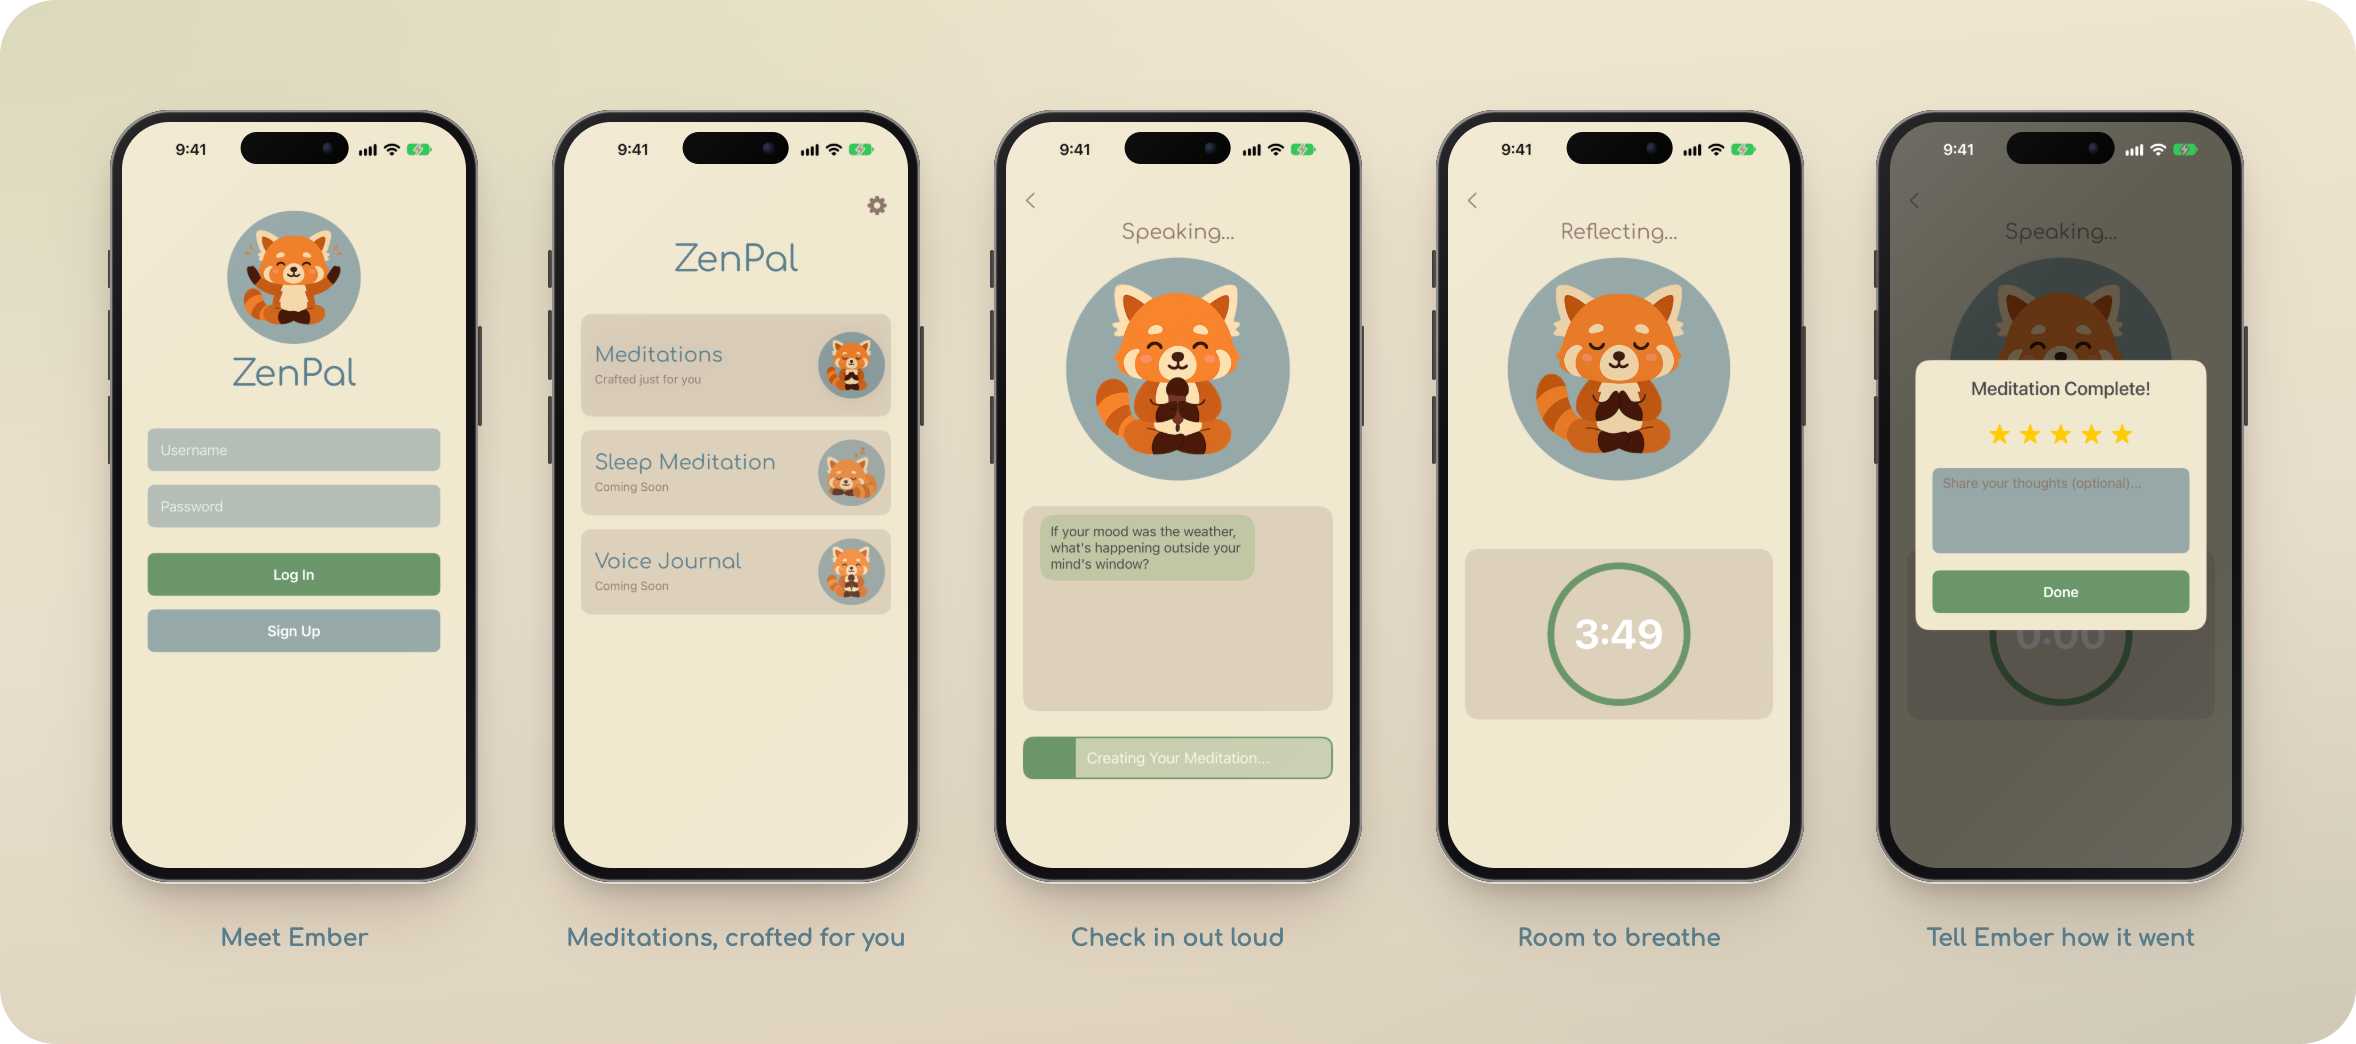 9:41
ZenPal
Username
Password
Log In
Sign Up
Meet Ember
9:41
ZenPal
Meditations
Crafted just for you
Sleep Meditation
Coming Soon
Voice Journal
Coming Soon
Meditations, crafted for you
9:41
Speaking...
If your mood was the weather,
what's happening outside your
mind's window?
Creating Your Meditation...
Check in out loud
9:41
Reflecting...
3:49
Room to breathe
9:41
Speaking...
Meditation Complete!
Share your thoughts (optional)...
Done
0:00
Tell Ember how it went